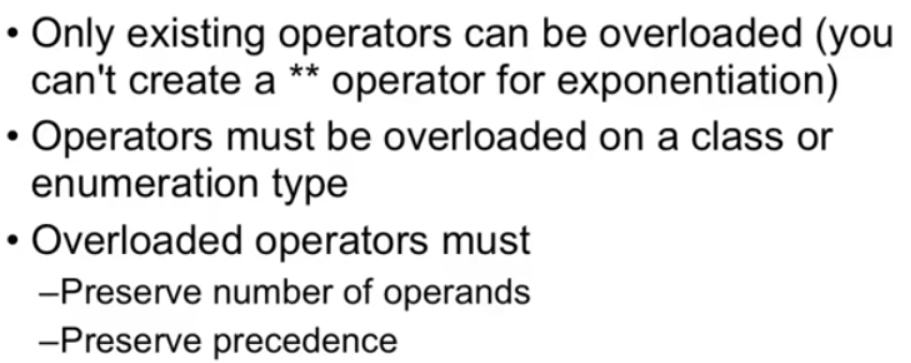 • Only existing operators can be overloaded (you
can't create a ** operator for exponentiation)
• Operators must be overloaded on a class or
enumeration type
• Overloaded operators must
–Preserve number of operands
–Preserve precedence